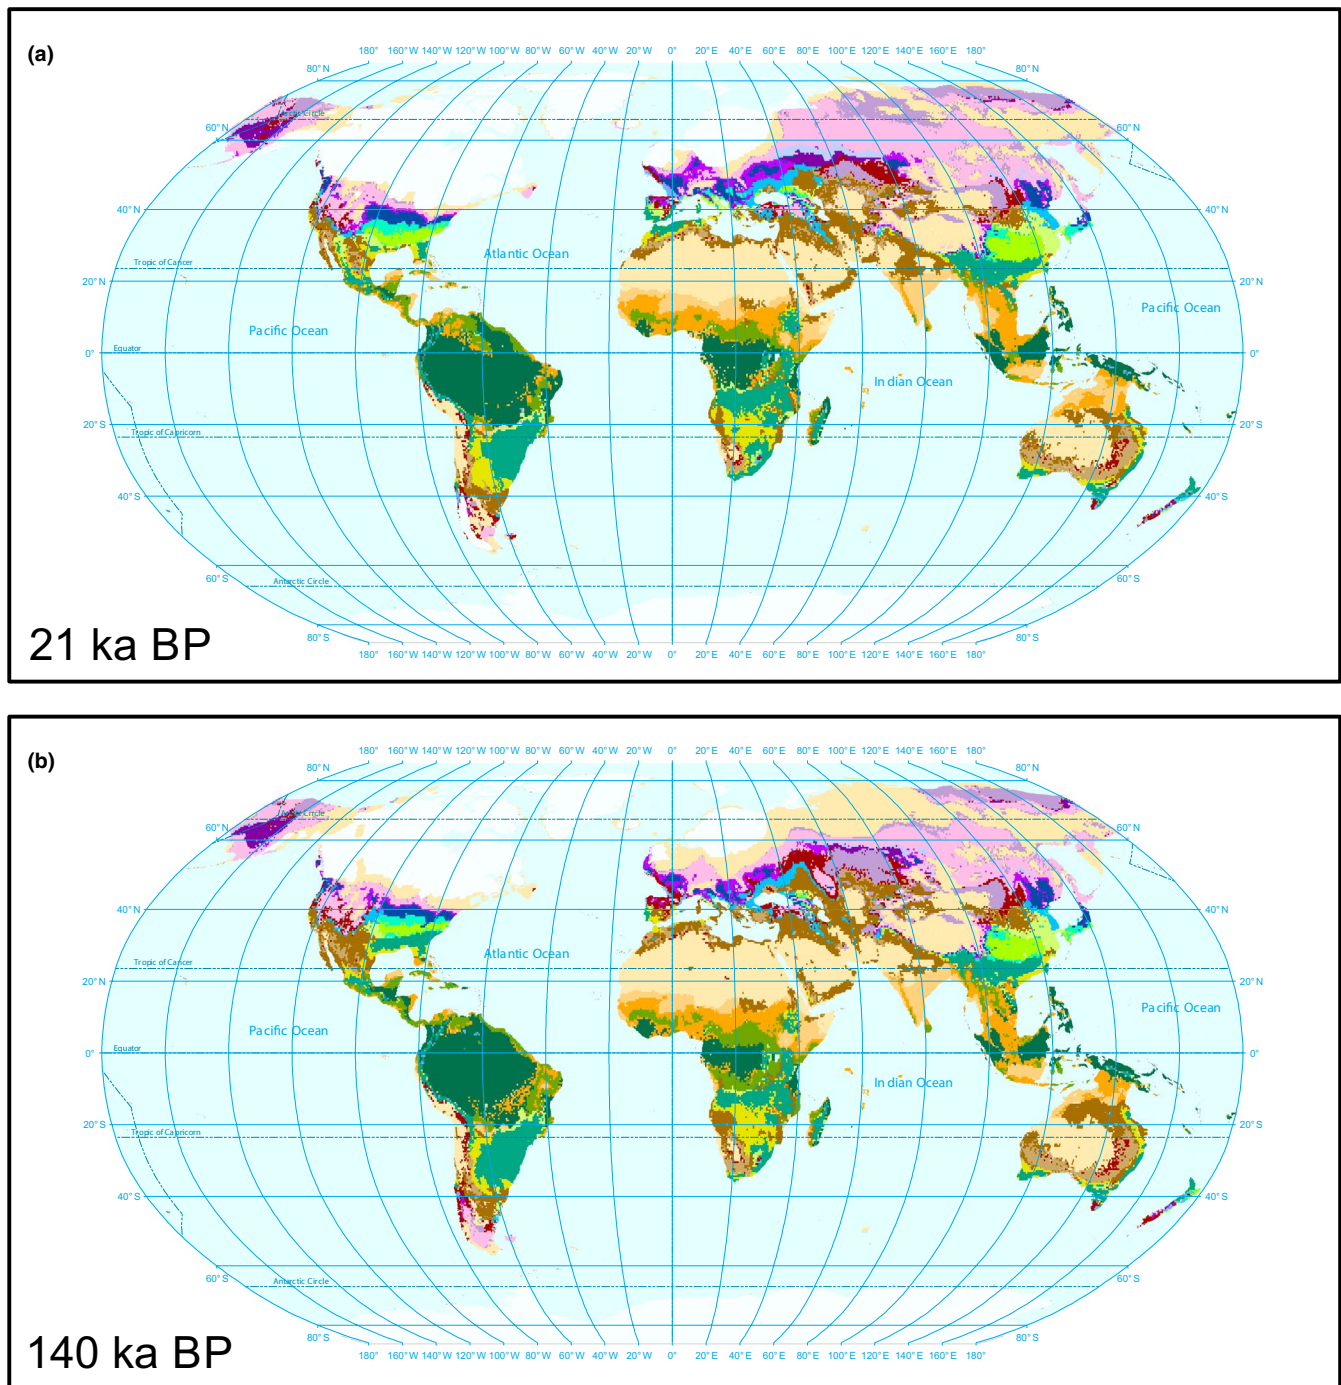 (a)
180° 160° W 140° W 120° W 100° W 80° W 60° W 40° W 20° W 0° 20° E 40° E 60° E 80° E 100° E 120° E 140° E 160° E 180°
80° N 80° N
Arctic Circle
60° N 60° N
40° N 40° N
Atlantic Ocean
Tropic of Cancer
20° N 20° N
Pacific Ocean Pacific Ocean
Equator
0° 0°
Indian Ocean
20° S 20° S
Tropic of Capricorn
40° S 40° S
60° S 60° S
Antarctic Circle
80° S 80° S
21 ka BP
180° 160° W 140° W 120° W 100° W 80° W 60° W 40° W 20° W 0° 20° E 40° E 60° E 80° E 100° E 120° E 140° E 160° E 180°
(b)
180° 160° W 140° W 120° W 100° W 80° W 60° W 40° W 20° W 0° 20° E 40° E 60° E 80° E 100° E 120° E 140° E 160° E 180°
80° N 80° N
Arctic Circle
60° N 60° N
40° N 40° N
Atlantic Ocean
Tropic of Cancer
20° N 20° N
Pacific Ocean Pacific Ocean
Equator
0° 0°
Indian Ocean
20° S 20° S
Tropic of Capricorn
40° S 40° S
60° S 60° S
Antarctic Circle
80° S 80° S
140 ka BP
180° 160° W 140° W 120° W 100° W 80° W 60° W 40° W 20° W 0° 20° E 40° E 60° E 80° E 100° E 120° E 140° E 160° E 180°